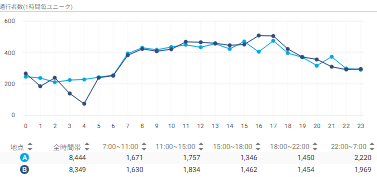 通行者数(1時間毎ユニーク)
600
400
200
0
0 1 2 3 4 5 6 7 8 9 10 11 12 13 14 15 16 17 18 19 20 21 22 23
地点 全時間帯 7:00~11:00 11:00~15:00 15:00~18:00 18:00~22:00 22:00~7:00
A 8,444 1,671 1,757 1,346 1,450 2,220
B 8,349 1,630 1,834 1,462 1,454 1,969